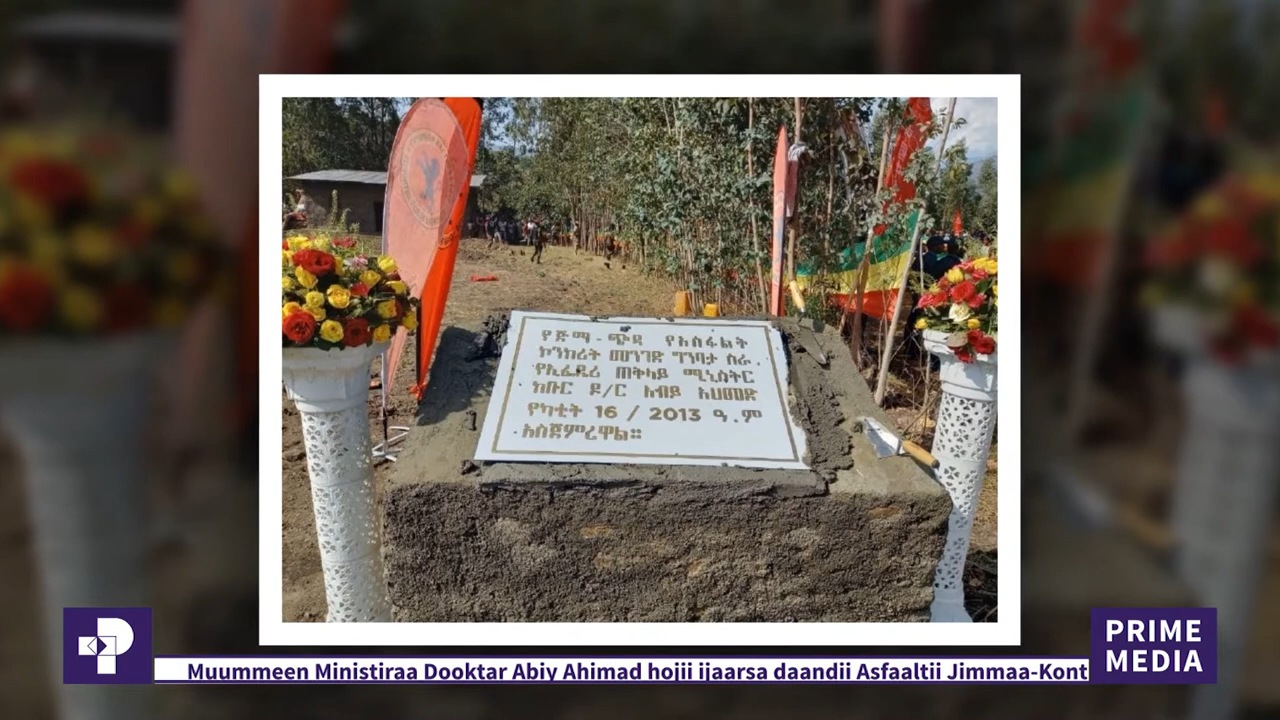 የጅማ - ጭዳ የአስፋልት
ኮንክሪት መንገድ ግንባታ ስራ
የኢፌዲሪ ጠቅላይ ሚኒስትር
ክቡር ዶ/ር አብይ አህመድ
የካቲት 16 / 2013 ዓ.ም
አስጀምረዋል።
PRIME
MEDIA
Muummeen Ministiraa Dooktar Abiy Ahimad hojii ijaarsa daandii Asfaaltii Jimmaa-Kont